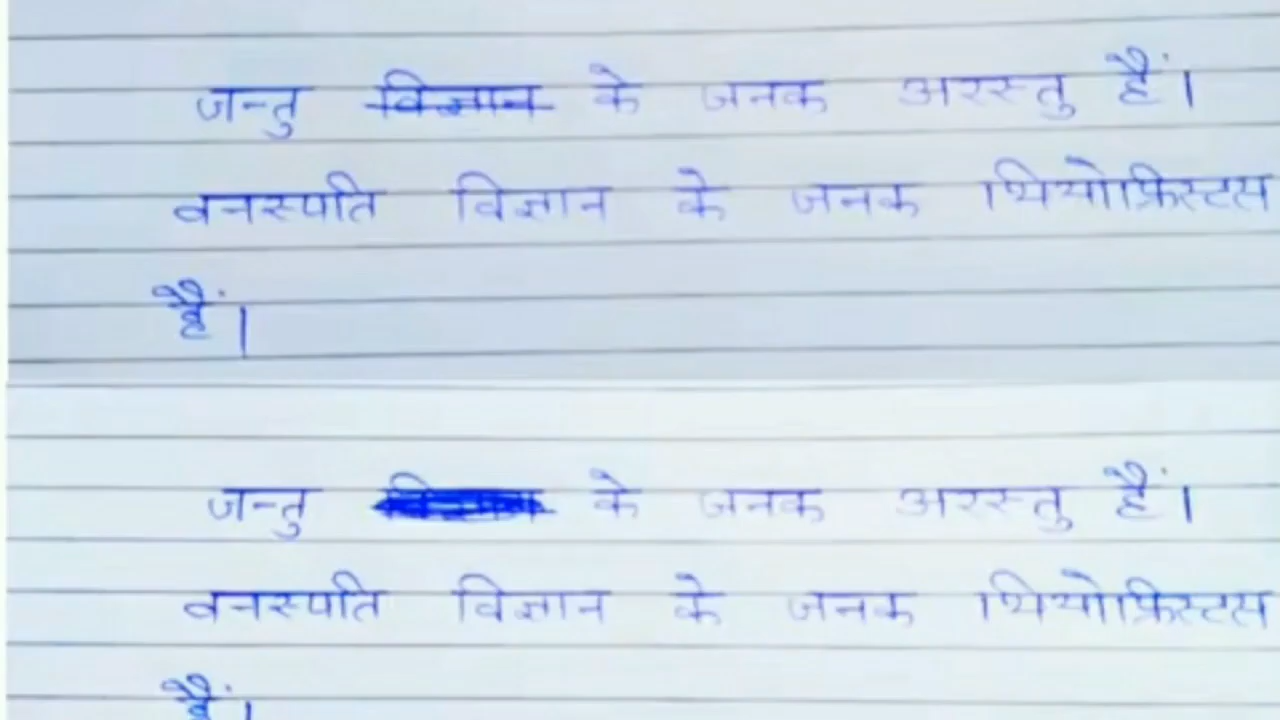 जन्तु विज्ञान के जनक अरस्तु हैं।
वनस्पति विज्ञान के जनक थियोफ्रिस्टस
हैं।
जन्तु के जनक अरस्तु हैं।
वनस्पति विज्ञान के जनक थियोफ्रिस्टस
हैं।